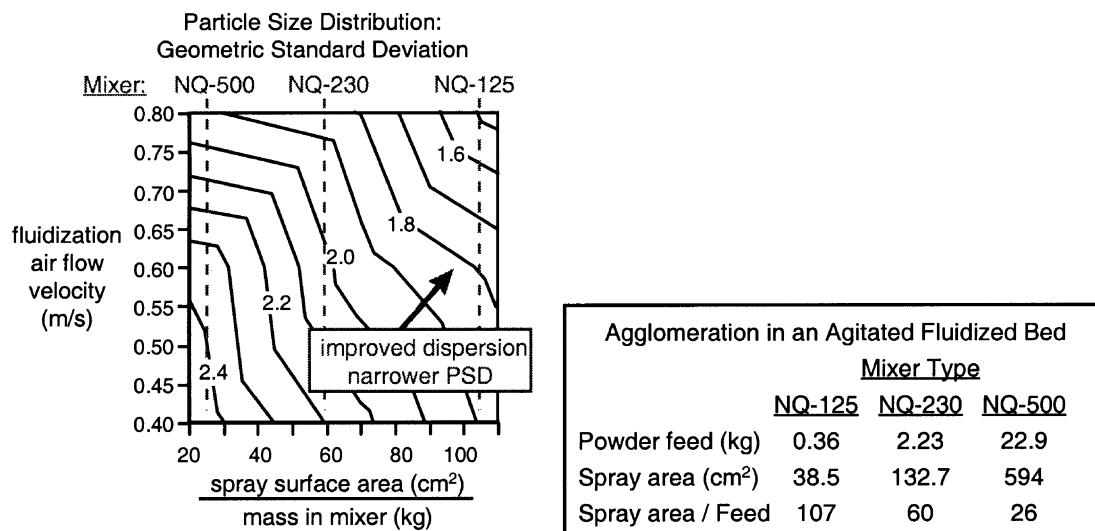 Particle Size Distribution:
Geometric Standard Deviation
Mixer: NQ-500 NQ-230 NQ-125
0.80
0.75
0.70
0.65
0.60
0.55
0.50
0.45
0.40
fluidization
air flow
velocity
(m/s)
1.6
1.8
2.0
2.2
2.4
improved dispersion
narrower PSD
20 40 60 80 100
spray surface area (cm²)
mass in mixer (kg)
Agglomeration in an Agitated Fluidized Bed
Mixer Type
NQ-125 NQ-230 NQ-500
Powder feed (kg) 0.36 2.23 22.9
Spray area (cm²) 38.5 132.7 594
Spray area / Feed 107 60 26